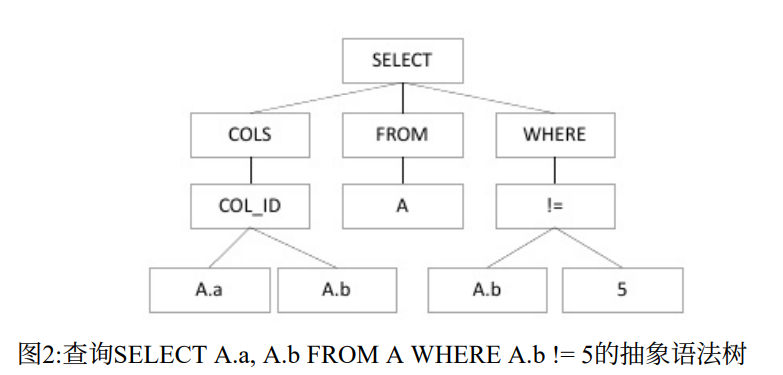 SELECT
COLS FROM WHERE
COL_ID A !=
A.a A.b A.b 5
图2:查询SELECT A.a, A.b FROM A WHERE A.b != 5的抽象语法树